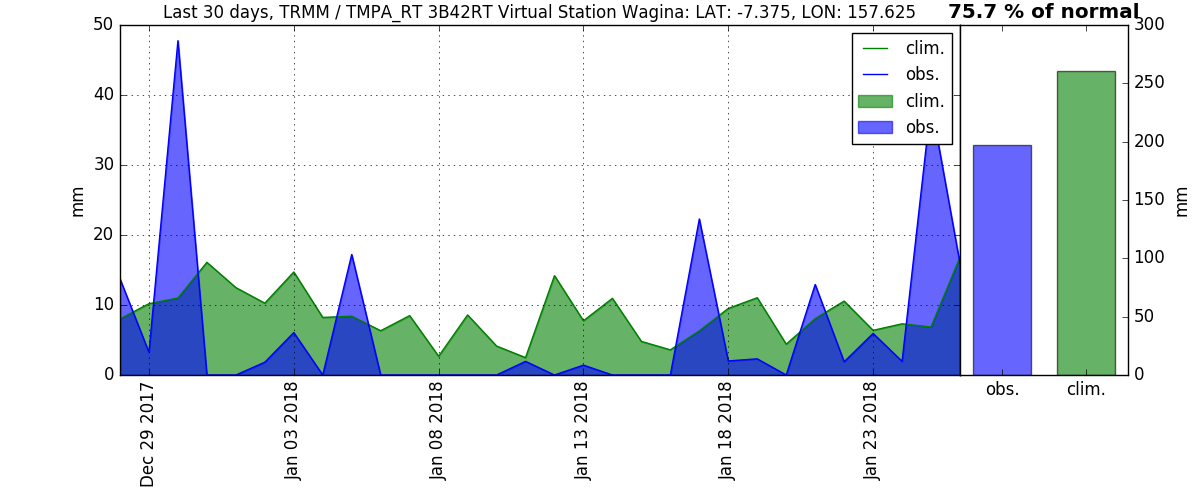 Last 30 days, TRMM / TMPA_RT 3B42RT Virtual Station Wagina: LAT: -7.375, LON: 157.625
75.7 % of normal
50
40
30
20
10
0
mm
clim.
obs.
clim.
obs.
300
250
200
150
100
50
0
mm
Dec 29 2017
Jan 03 2018
Jan 08 2018
Jan 13 2018
Jan 18 2018
Jan 23 2018
obs.
clim.